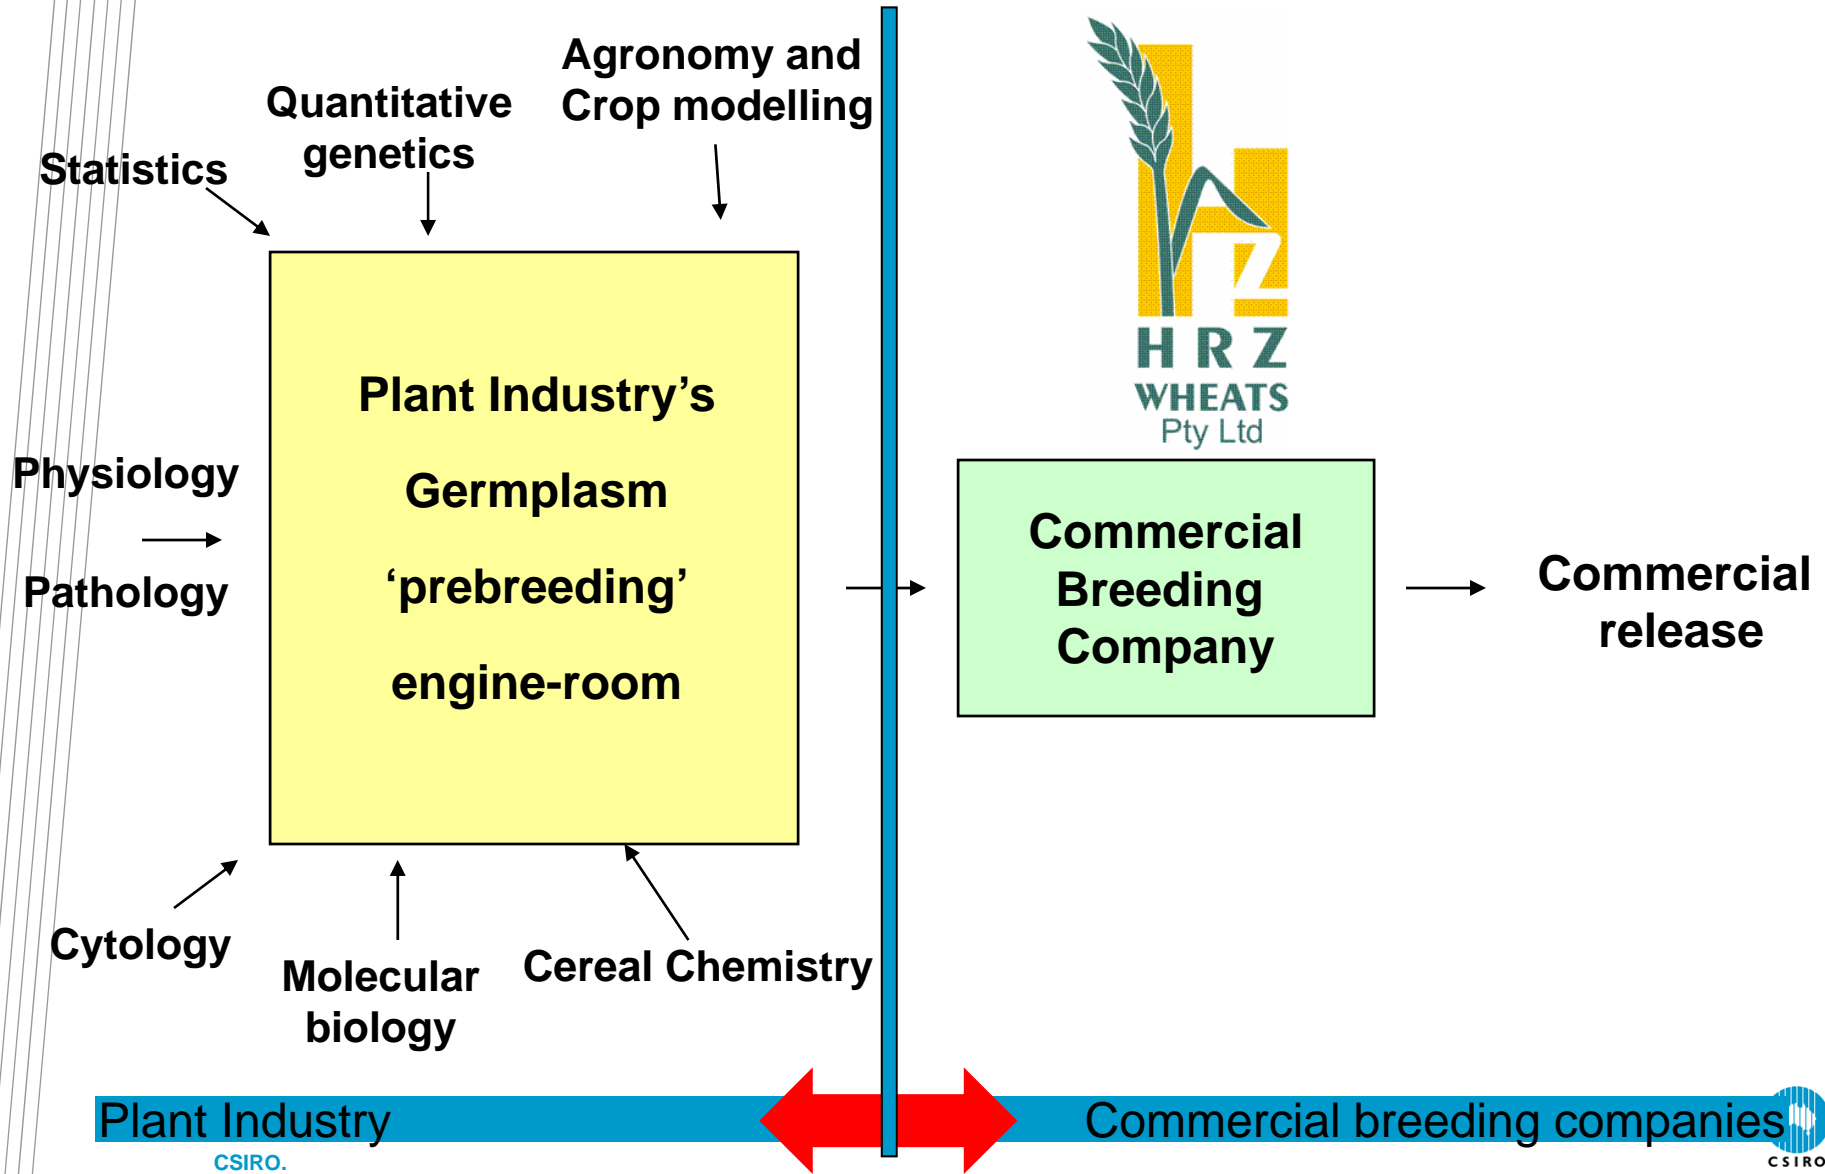 Agronomy and
Crop modelling
Quantitative
genetics
Statistics
Plant Industry’s
Germplasm
‘prebreeding’
engine-room
Physiology
Pathology
Cytology
Molecular
biology
Cereal Chemistry
HRZ
H R Z
WHEATS
Pty Ltd
Commercial
Breeding
Company
Commercial
release
Plant Industry
Commercial breeding companies
CSIRO.
CSIRO